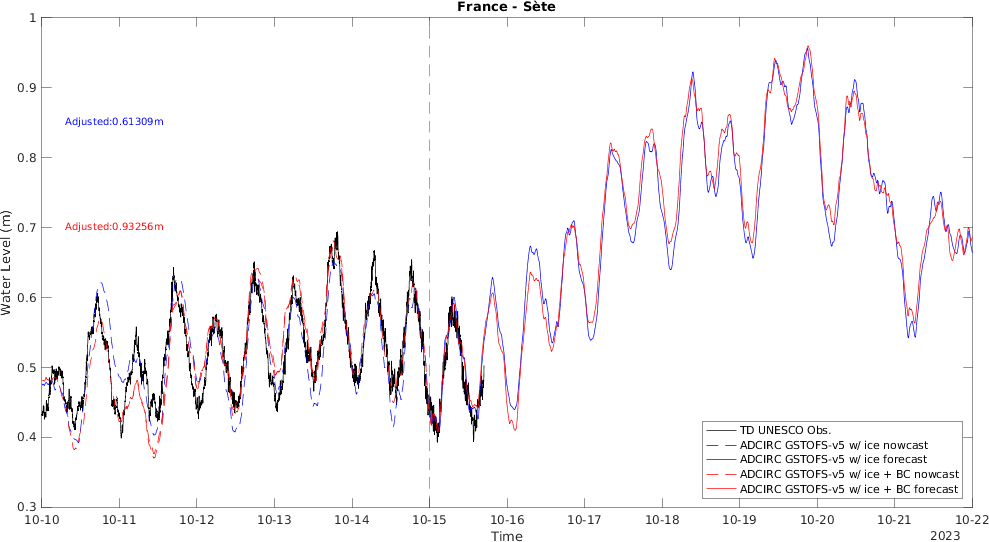 France - Sète
1
0.9
0.8
0.7
0.6
0.5
0.4
0.3
Water Level (m)
Adjusted:0.61309m
Adjusted:0.93256m
TD UNESCO Obs.
ADCIRC GSTOFS-v5 w/ ice nowcast
ADCIRC GSTOFS-v5 w/ ice forecast
ADCIRC GSTOFS-v5 w/ ice + BC nowcast
ADCIRC GSTOFS-v5 w/ ice + BC forecast
10-10 10-11 10-12 10-13 10-14 10-15 10-16 10-17 10-18 10-19 10-20 10-21 10-22
Time
2023